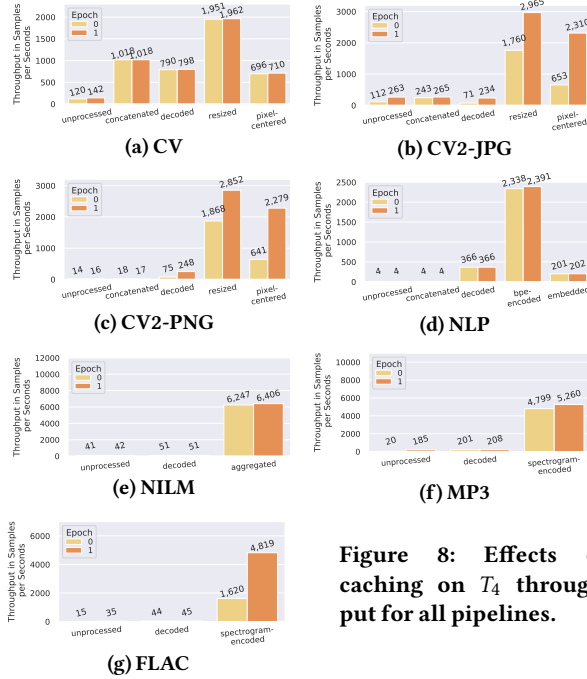 Throughput in Samples
per Seconds
2000
1500
1000
500
0
Epoch
0
1
120 142
1,018 1,018
790 798
1,951 1,962
696 710
unprocessed
concatenated
decoded
resized
pixel-
centered
(a) CV
Throughput in Samples
per Seconds
3000
2000
1000
0
Epoch
0
1
112 263
243 265
71 234
1,760 2,965
653 2,310
unprocessed
concatenated
decoded
resized
pixel-
centered
(b) CV2-JPG
Throughput in Samples
per Seconds
3000
2000
1000
0
Epoch
0
1
14 16
18 17
75 248
1,868 2,852
641 2,279
unprocessed
concatenated
decoded
resized
pixel-
centered
(c) CV2-PNG
Throughput in Samples
per Seconds
2500
2000
1500
1000
500
0
Epoch
0
1
4 4
4 4
366 366
2,338 2,391
201 202
unprocessed
concatenated
decoded
bpe-
encoded
embedded
(d) NLP
Throughput in Samples
per Seconds
12000
10000
8000
6000
4000
2000
0
Epoch
0
1
41 42
51 51
6,247 6,406
unprocessed
decoded
aggregated
(e) NILM
Throughput in Samples
per Seconds
10000
8000
6000
4000
2000
0
Epoch
0
1
20 185
201 208
4,799 5,260
unprocessed
decoded
spectrogram-
encoded
(f) MP3
Throughput in Samples
per Seconds
6000
4000
2000
0
Epoch
0
1
15 35
44 45
1,620 4,819
unprocessed
decoded
spectrogram-
encoded
(g) FLAC
Figure 8: Effects
caching on T4 through
put for all pipelines.